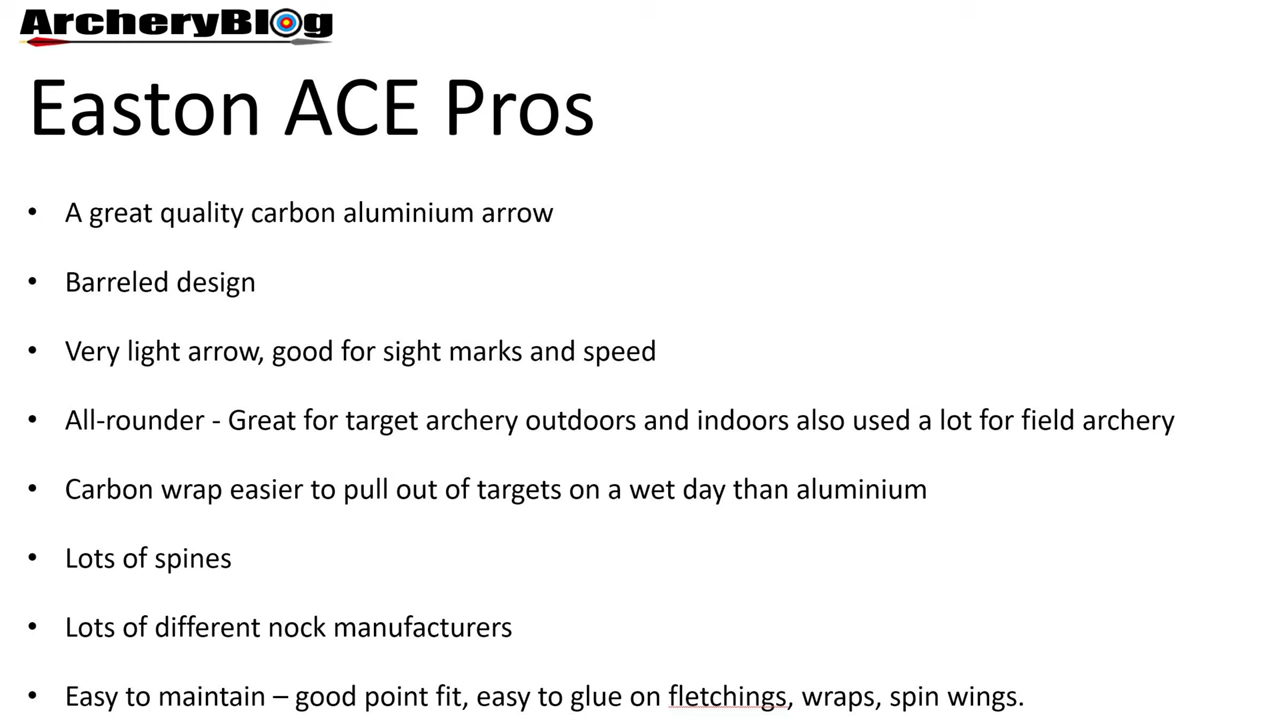 ArcheryBlog
Easton ACE Pros
• A great quality carbon aluminium arrow
• Barreled design
• Very light arrow, good for sight marks and speed
• All-rounder - Great for target archery outdoors and indoors also used a lot for field archery
• Carbon wrap easier to pull out of targets on a wet day than aluminium
• Lots of spines
• Lots of different nock manufacturers
• Easy to maintain – good point fit, easy to glue on fletchings, wraps, spin wings.